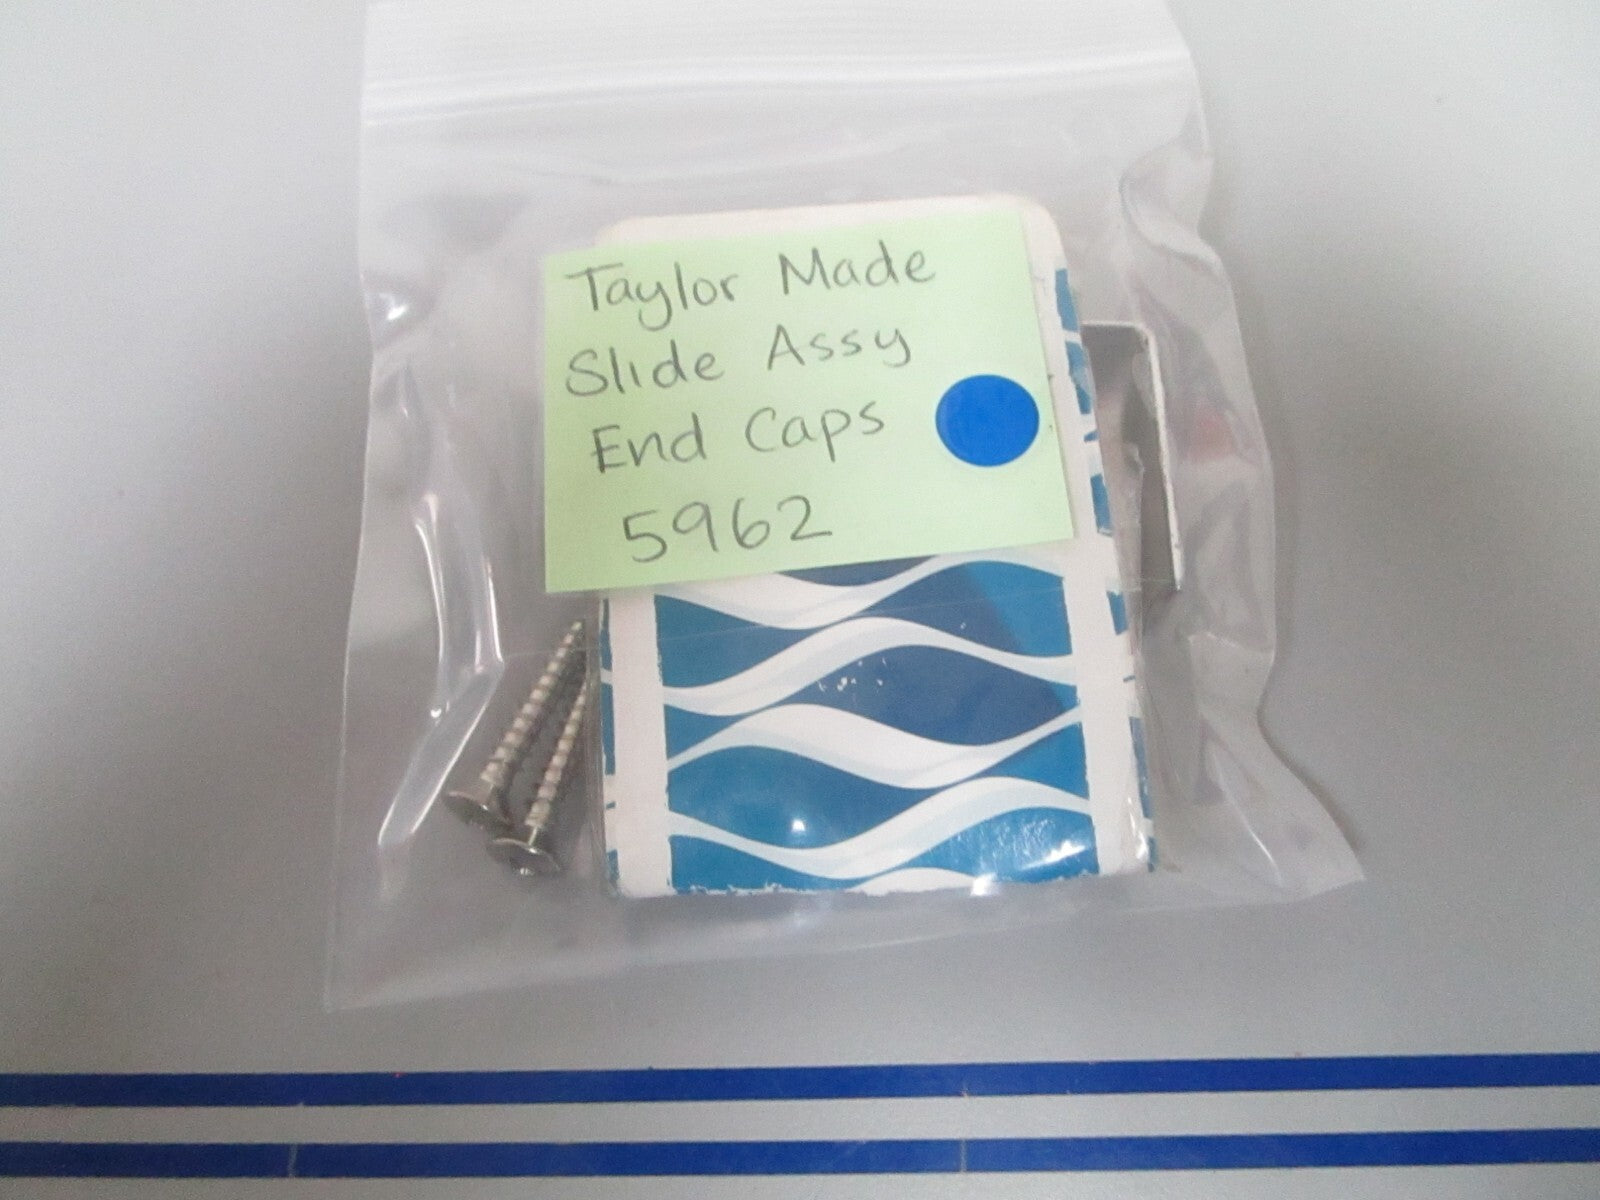 Taylor Made
Slide Assy
End Caps
5962